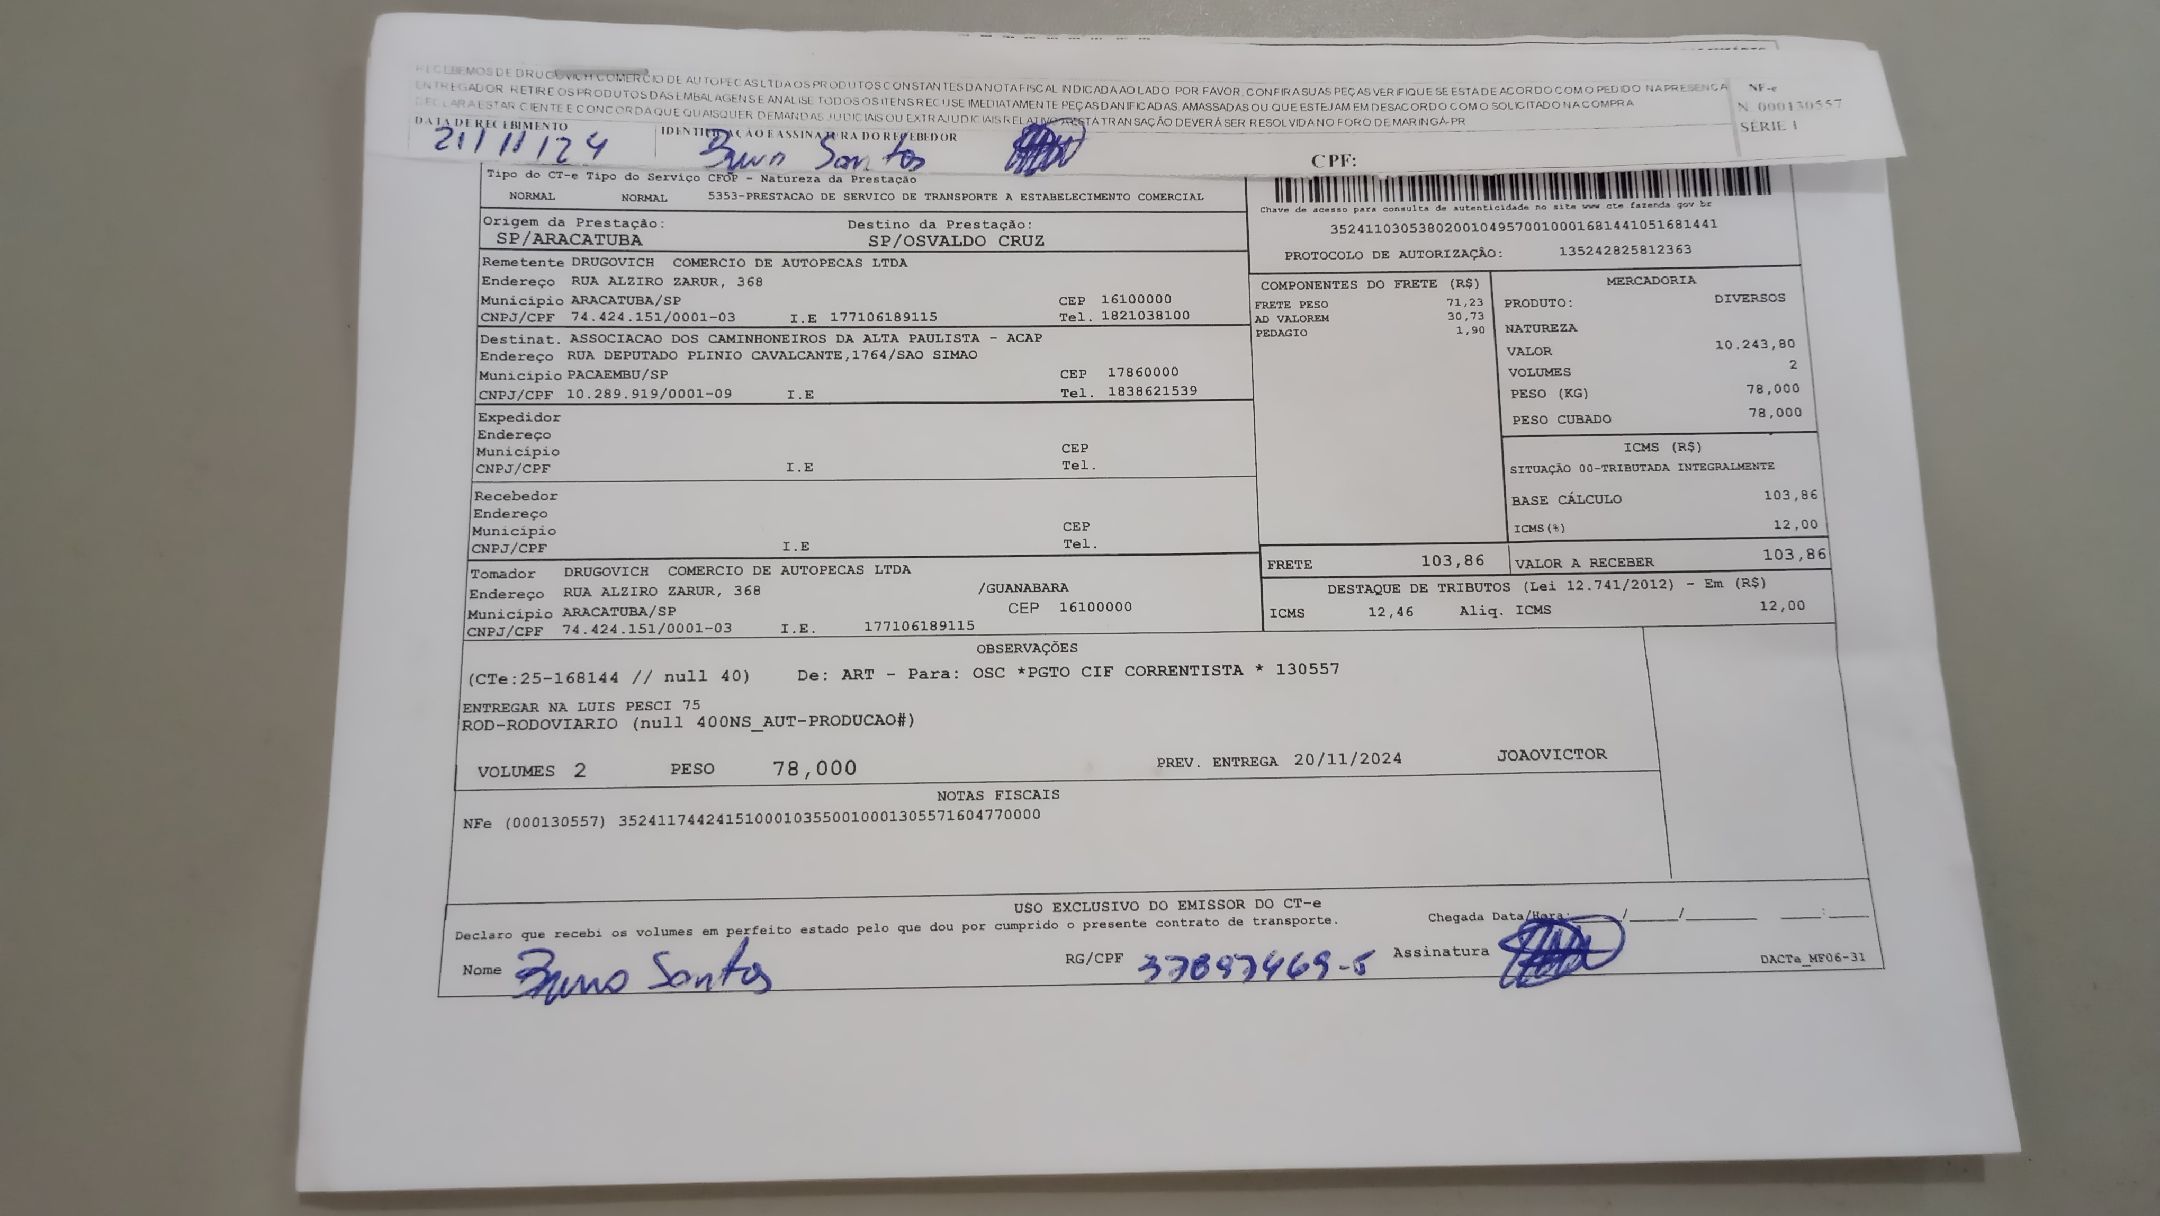 RECEBEMOS DE DRUGOVICH COMERCIO DE AUTOPECAS LTDA OS PRODUTOS CONSTANTES DA NOTA FISCAL INDICADA AO LADO. POR FAVOR, CONFIRA SUAS PEÇAS VERIFIQUE SE ESTA DE ACORDO COM O PEDIDO NA PRESENÇA
ENTREGADOR RETIRE OS PRODUTOS DAS EMBALAGENS E ANALISE TODOS OS ITENS RECUSE IMEDIATAMENTE PEÇAS DANIFICADAS, AMASSADAS OU QUE ESTEJAM EM DESACORDO COM O SOLICITADO NA COMPRA
DECLARA ESTAR CIENTE E CONCORDA QUE QUAISQUER DEMANDAS JUDICIAIS OU EXTRAJUDICIAIS RELATIVO TRANSAÇÃO DEVERÁ SER RESOLVIDA NO FORO DE MARINGÁ-PR
NF-e
N 000130557
SÉRIE 1
DATA DE RECEBIMENTO IDENTIFICAÇÃO E ASSINATURA DO RECEBEDOR
21/11/24 Bruno Santos
CPF:
Tipo do CT-e Tipo do Serviço CFOP - Natureza da Prestação
NORMAL NORMAL 5353-PRESTACAO DE SERVICO DE TRANSPORTE A ESTABELECIMENTO COMERCIAL
Chave de acesso para consulta de autenticidade no site www cte fazenda gov br
35241103053802001049570010001681441051681441
PROTOCOLO DE AUTORIZAÇÃO: 135242825812363
Origem da Prestação: Destino da Prestação:
SP/ARACATUBA SP/OSVALDO CRUZ
Remetente DRUGOVICH COMERCIO DE AUTOPECAS LTDA
Endereço RUA ALZIRO ZARUR, 368
Município ARACATUBA/SP CEP 16100000
CNPJ/CPF 74.424.151/0001-03 I.E 177106189115 Tel. 1821038100
Destinat. ASSOCIACAO DOS CAMINHONEIROS DA ALTA PAULISTA - ACAP
Endereço RUA DEPUTADO PLINIO CAVALCANTE,1764/SAO SIMAO
Município PACAEMBU/SP CEP 17860000
CNPJ/CPF 10.289.919/0001-09 I.E Tel. 1838621539
Expedidor
Endereço
Município CEP
CNPJ/CPF I.E Tel.
Recebedor
Endereço
Município CEP
CNPJ/CPF I.E Tel.
Tomador DRUGOVICH COMERCIO DE AUTOPECAS LTDA
Endereço RUA ALZIRO ZARUR, 368 /GUANABARA
Município ARACATUBA/SP CEP 16100000
CNPJ/CPF 74.424.151/0001-03 I.E. 177106189115
COMPONENTES DO FRETE (R$)
FRETE PESO 71,23
AD VALOREM 30,73
PEDAGIO 1,90
MERCADORIA
PRODUTO: DIVERSOS
NATUREZA
VALOR 10.243,80
VOLUMES 2
PESO (KG) 78,000
PESO CUBADO 78,000
ICMS (R$)
SITUAÇÃO 00-TRIBUTADA INTEGRALMENTE
BASE CÁLCULO 103,86
ICMS(%) 12,00
FRETE 103,86 VALOR A RECEBER 103,86
DESTAQUE DE TRIBUTOS (Lei 12.741/2012) - Em (R$)
ICMS 12,46 Aliq. ICMS 12,00
OBSERVAÇÕES
(CTe:25-168144 // null 40) De: ART - Para: OSC *PGTO CIF CORRENTISTA * 130557
ENTREGAR NA LUIS PESCI 75
ROD-RODOVIARIO (null 400NS_AUT-PRODUCAO#)
VOLUMES 2 PESO 78,000 PREV. ENTREGA 20/11/2024 JOAOVICTOR
NOTAS FISCAIS
NFe (000130557) 35241174424151000103550010001305571604770000
USO EXCLUSIVO DO EMISSOR DO CT-e
Declaro que recebi os volumes em perfeito estado pelo que dou por cumprido o presente contrato de transporte.
Chegada Data/Hora: / / :
Nome Bruno Santos RG/CPF 37897469-5 Assinatura
DACTe_MF06-31